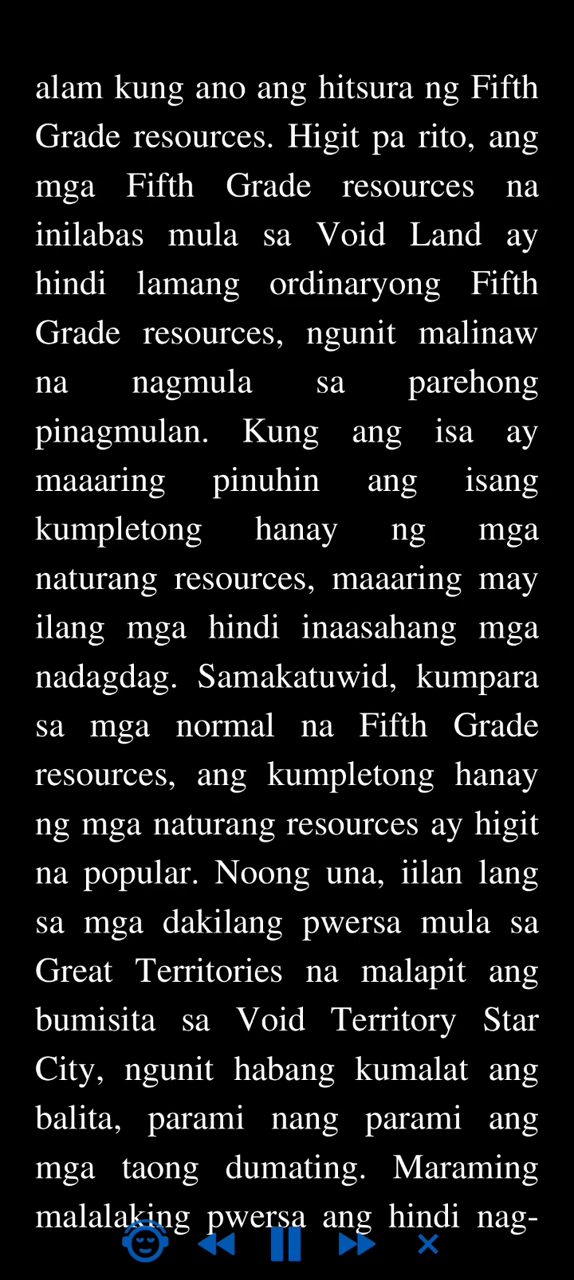 alam kung ano ang hitsura ng Fifth
Grade resources. Higit pa rito, ang
mga Fifth Grade resources na
inilabas mula sa Void Land ay
hindi lamang ordinaryong Fifth
Grade resources, ngunit malinaw
na nagmula sa parehong
pinagmulan. Kung ang isa ay
maaaring pinuhin ang isang
kumpletong hanay ng mga
naturang resources, maaaring may
ilang mga hindi inaasahang mga
nadagdag. Samakatuwid, kumpara
sa mga normal na Fifth Grade
resources, ang kumpletong hanay
ng mga naturang resources ay higit
na popular. Noong una, iilan lang
sa mga dakilang pwersa mula sa
Great Territories na malapit ang
bumisita sa Void Territory Star
City, ngunit habang kumalat ang
balita, parami nang parami ang
mga taong dumating. Maraming
malalaking pwersa ang hindi nag-